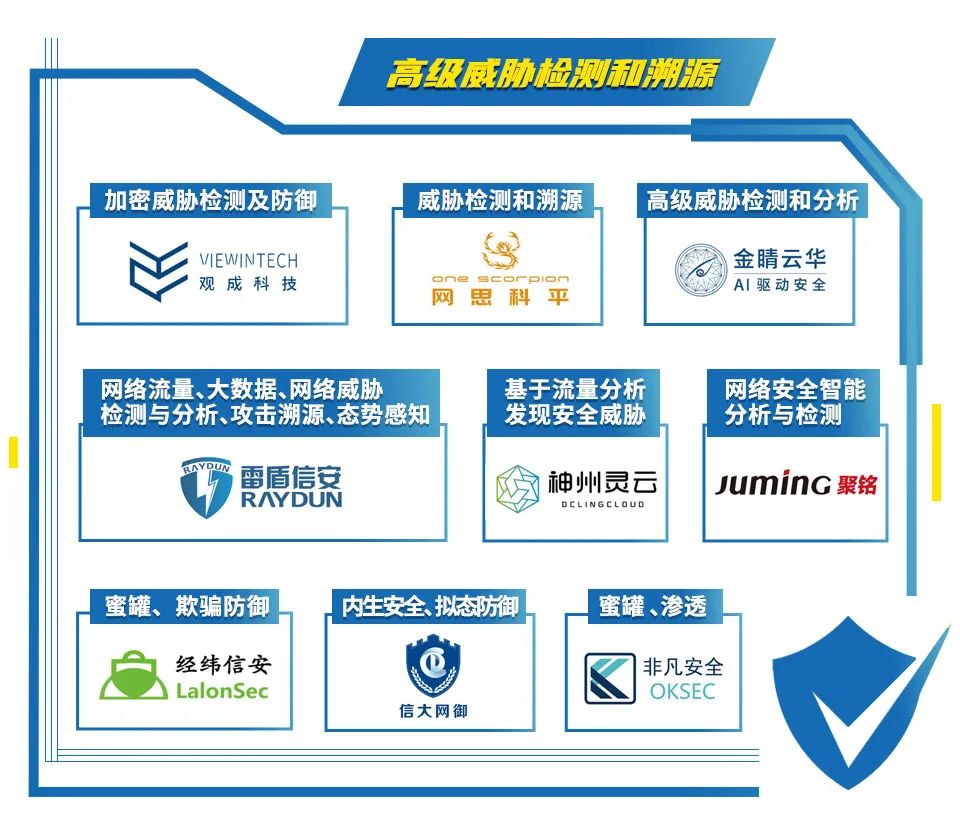 高级威胁检测和溯源
加密威胁检测及防御
VIEWINTECH
观成科技
威胁检测和溯源
one scorpion
网思科平
高级威胁检测和分析
金睛云华
AI 驱动安全
网络流量、大数据、网络威胁
检测与分析、攻击溯源、态势感知
RAYDUN
雷盾信安
RAYDUN
基于流量分析
发现安全威胁
神州灵云
DCLINGCLOUD
网络安全智能
分析与检测
JUMING 聚铭
蜜罐、欺骗防御
经纬信安
LalonSec
内生安全、拟态防御
信大网御
蜜罐、渗透
非凡安全
OKSEC